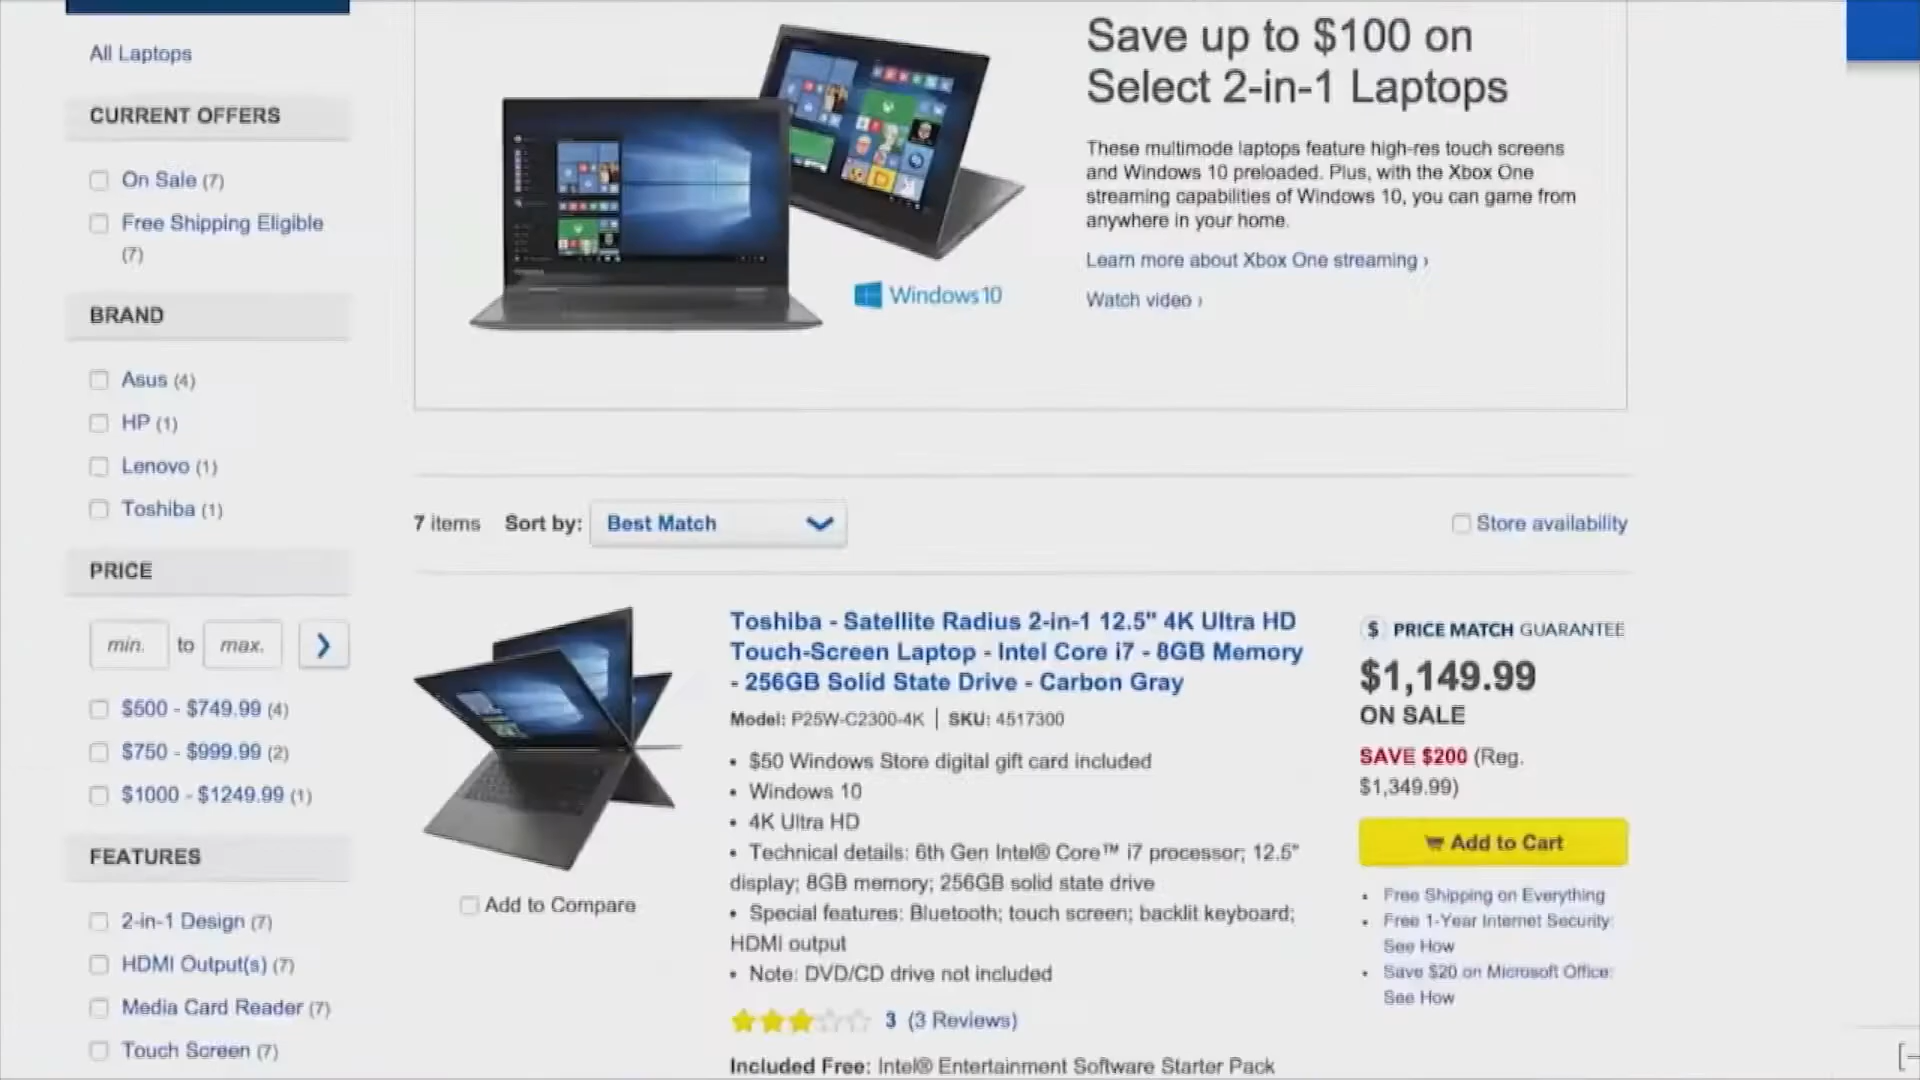 All Laptops
CURRENT OFFERS
On Sale (7)
Free Shipping Eligible
(7)
BRAND
Asus (4)
HP (1)
Lenovo (1)
Toshiba (1)
PRICE
min. to max.
$500 - $749.99 (4)
$750 - $999.99 (2)
$1000 - $1249.99 (1)
FEATURES
2-in-1 Design (7)
HDMI Output(s) (7)
Media Card Reader (7)
Touch Screen (7)
Windows 10
Save up to $100 on
Select 2-in-1 Laptops
These multimode laptops feature high-res touch screens
and Windows 10 preloaded. Plus, with the Xbox One
streaming capabilities of Windows 10, you can game from
anywhere in your home.
Learn more about Xbox One streaming ›
Watch video ›
7 items Sort by: Best Match
Store availability
Add to Compare
Toshiba - Satellite Radius 2-in-1 12.5" 4K Ultra HD
Touch-Screen Laptop - Intel Core i7 - 8GB Memory
- 256GB Solid State Drive - Carbon Gray
Model: P25W-C2300-4K | SKU: 4517300
• $50 Windows Store digital gift card included
• Windows 10
• 4K Ultra HD
• Technical details: 6th Gen Intel® Core™ i7 processor; 12.5"
display; 8GB memory; 256GB solid state drive
• Special features: Bluetooth; touch screen; backlit keyboard;
HDMI output
• Note: DVD/CD drive not included
3 (3 Reviews)
Included Free: Intel® Entertainment Software Starter Pack
$ PRICE MATCH GUARANTEE
$1,149.99
ON SALE
SAVE $200 (Reg.
$1,349.99)
Add to Cart
• Free Shipping on Everything
• Free 1-Year Internet Security:
See How
• Save $20 on Microsoft Office:
See How